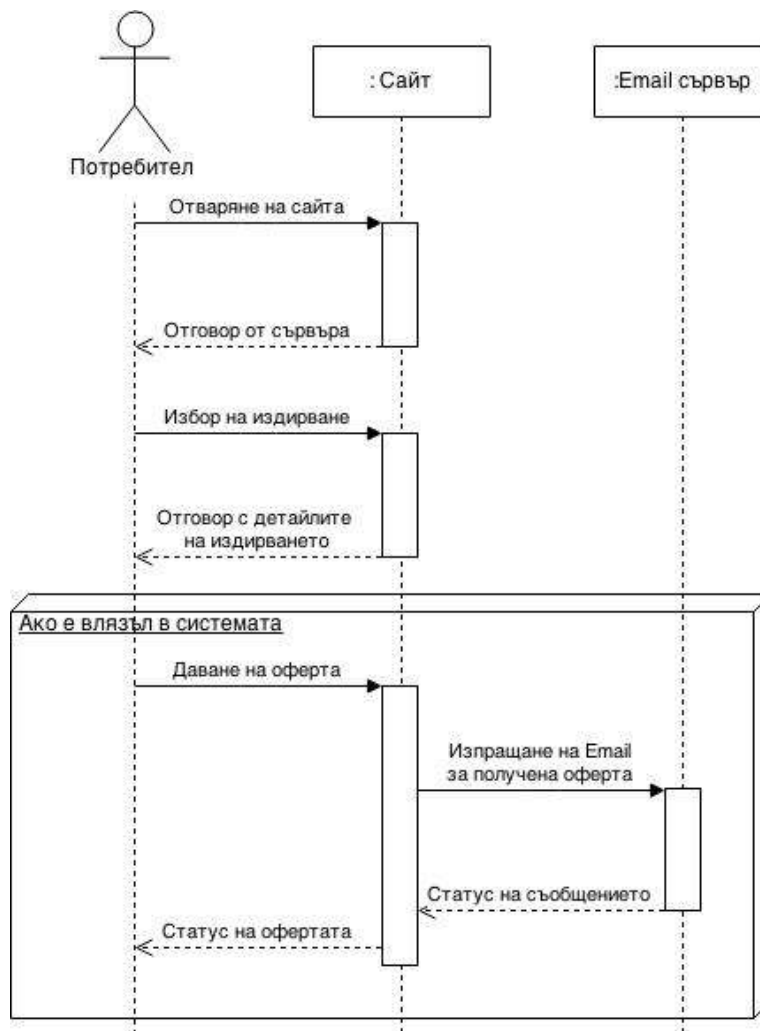 : Сайт
:Email сървър
Потребител
Отваряне на сайта
Отговор от сървъра
Избор на издирване
Отговор с детайлите
на издирването
Ако е влязъл в системата
Даване на оферта
Изпращане на Email
за получена оферта
Статус на съобщението
Статус на офертата